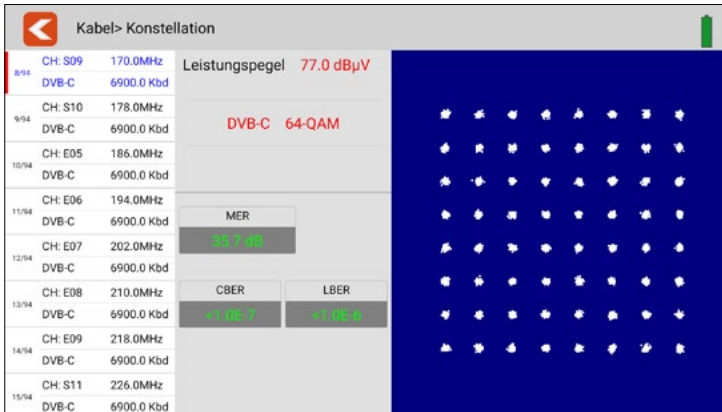 Kabel> Konstellation
8/94 CH: S09 170.0MHz
DVB-C 6900.0 Kbd
9/94 CH: S10 178.0MHz
DVB-C 6900.0 Kbd
10/94 CH: E05 186.0MHz
DVB-C 6900.0 Kbd
11/94 CH: E06 194.0MHz
DVB-C 6900.0 Kbd
12/94 CH: E07 202.0MHz
DVB-C 6900.0 Kbd
13/94 CH: E08 210.0MHz
DVB-C 6900.0 Kbd
14/94 CH: E09 218.0MHz
DVB-C 6900.0 Kbd
15/94 CH: S11 226.0MHz
DVB-C 6900.0 Kbd
Leistungspegel 77.0 dBµV
DVB-C 64-QAM
MER
35.7 dB
CBER LBER
<1.0E-7 <1.0E-6